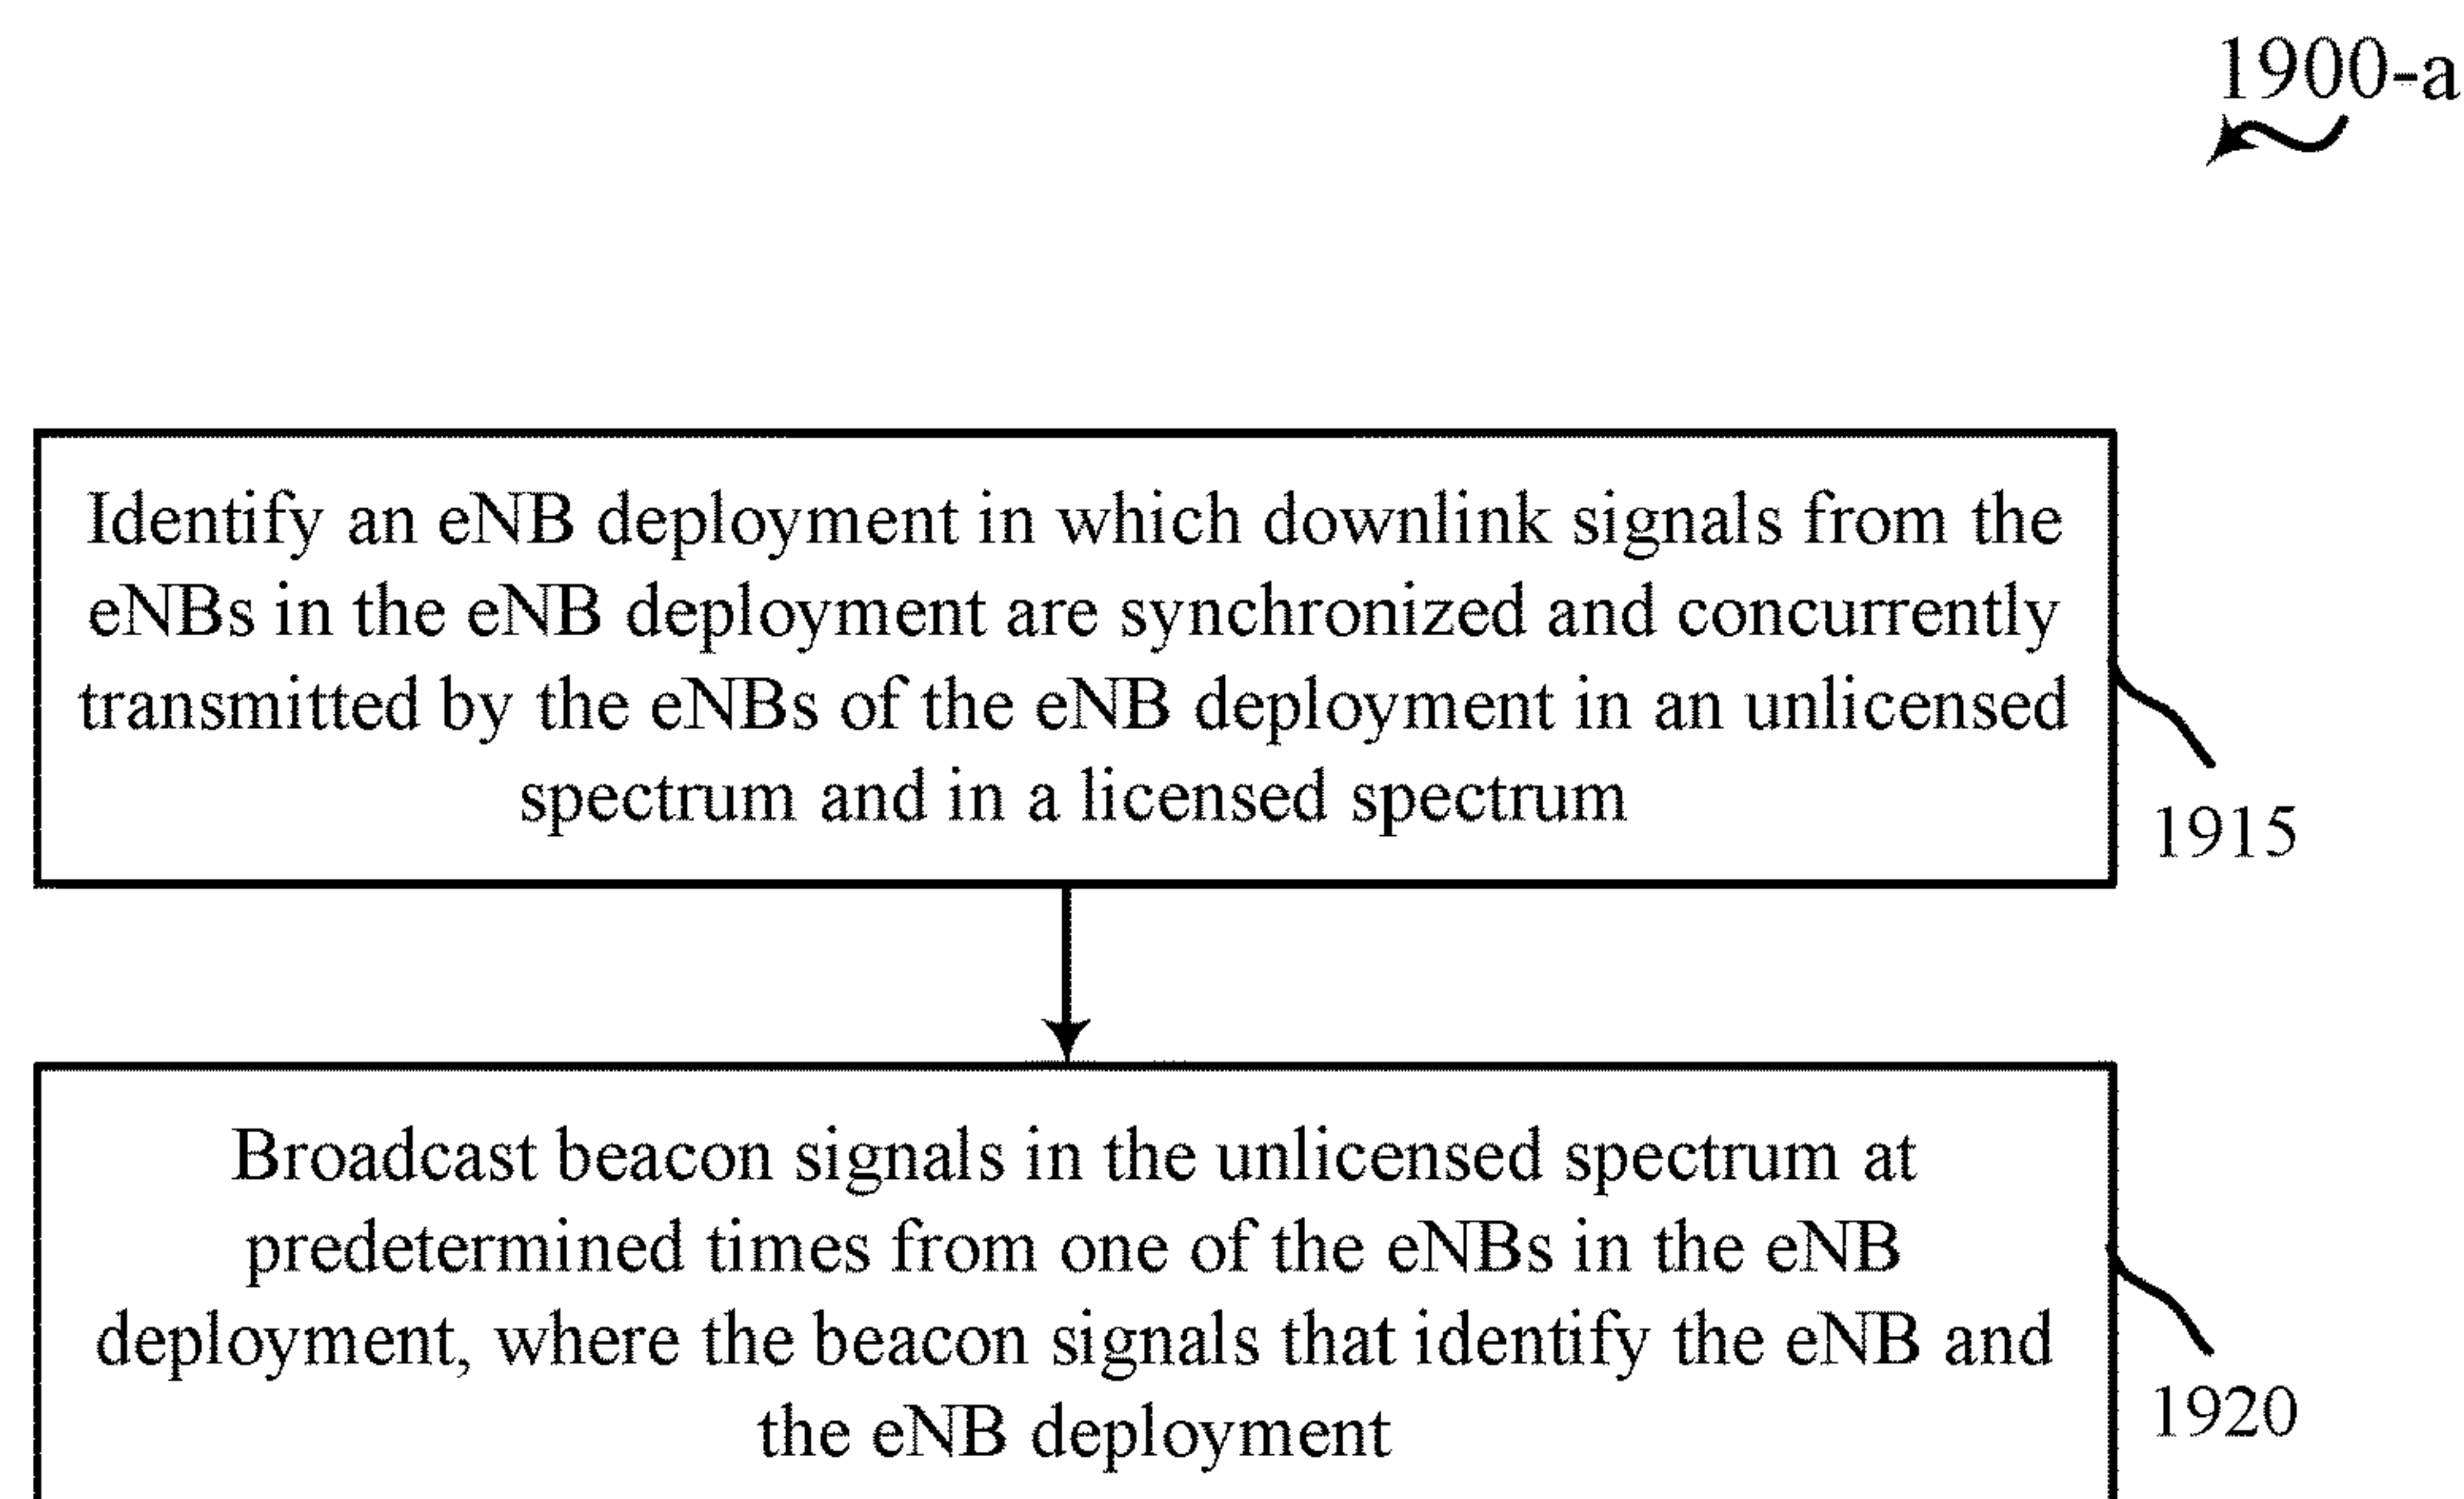 1900-a
Identify an eNB deployment in which downlink signals from the
eNBs in the eNB deployment are synchronized and concurrently
transmitted by the eNBs of the eNB deployment in an unlicensed
spectrum and in a licensed spectrum
1915
Broadcast beacon signals in the unlicensed spectrum at
predetermined times from one of the eNBs in the eNB
deployment, where the beacon signals that identify the eNB and
the eNB deployment
1920